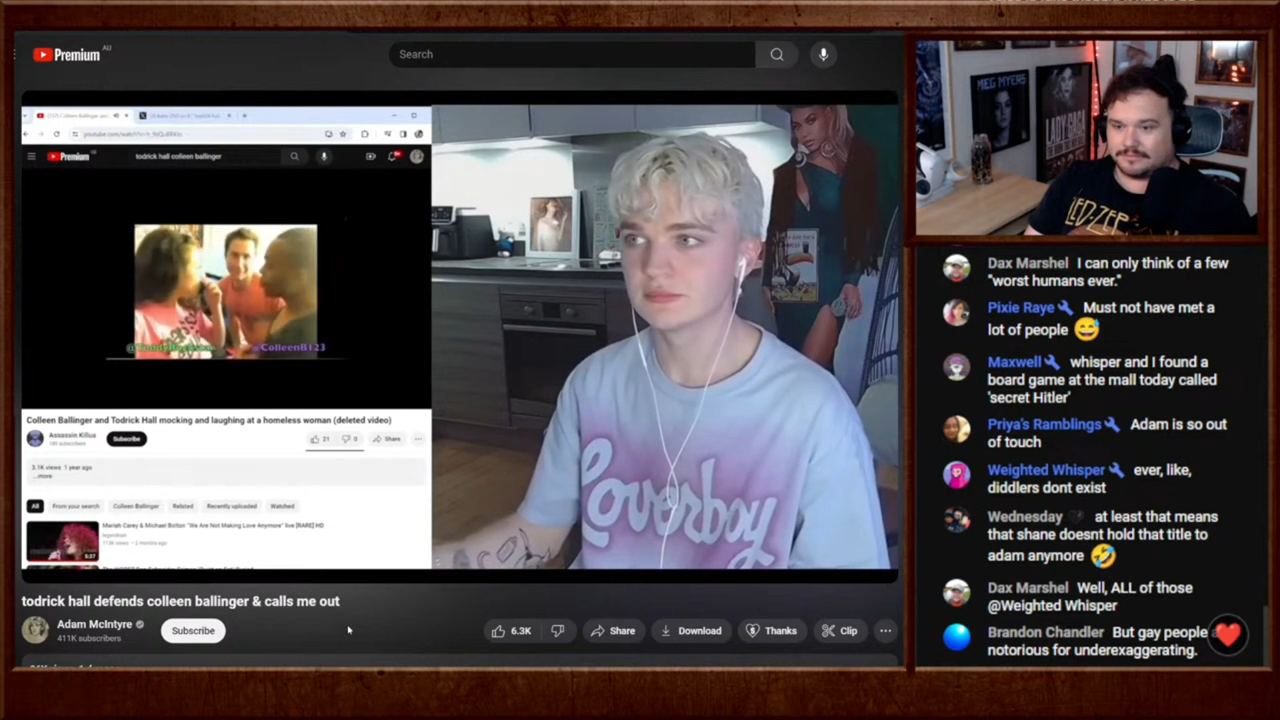 Premium AU
Search
todrick hall colleen ballinger
Premium
@ColleenB123
Colleen Ballinger and Todrick Hall mocking and laughing at a homeless woman (deleted video)
Assassin Killua
Subscribe
21
0
Share
3.1K views 1 year ago
...more
All
From your search
Colleen Ballinger
Related
Recently uploaded
Watched
Mariah Carey & Michael Bolton "We Are Not Making Love Anymore" live [RARE] HD
5:37
Loverboy
todrick hall defends colleen ballinger & calls me out
Adam McIntyre
411K subscribers
Subscribe
6.3K
Share
Download
Thanks
Clip
MEG MYERS
LADY GAGA
LED-ZEP
Dax Marshel I can only think of a few
"worst humans ever."
Pixie Raye Must not have met a
lot of people
Maxwell whisper and I found a
board game at the mall today called
'secret Hitler'
Priya's Ramblings Adam is so out
of touch
Weighted Whisper ever, like,
diddlers dont exist
Wednesday at least that means
that shane doesnt hold that title to
adam anymore
Dax Marshel Well, ALL of those
@Weighted Whisper
Brandon Chandler But gay people
notorious for underexaggerating.